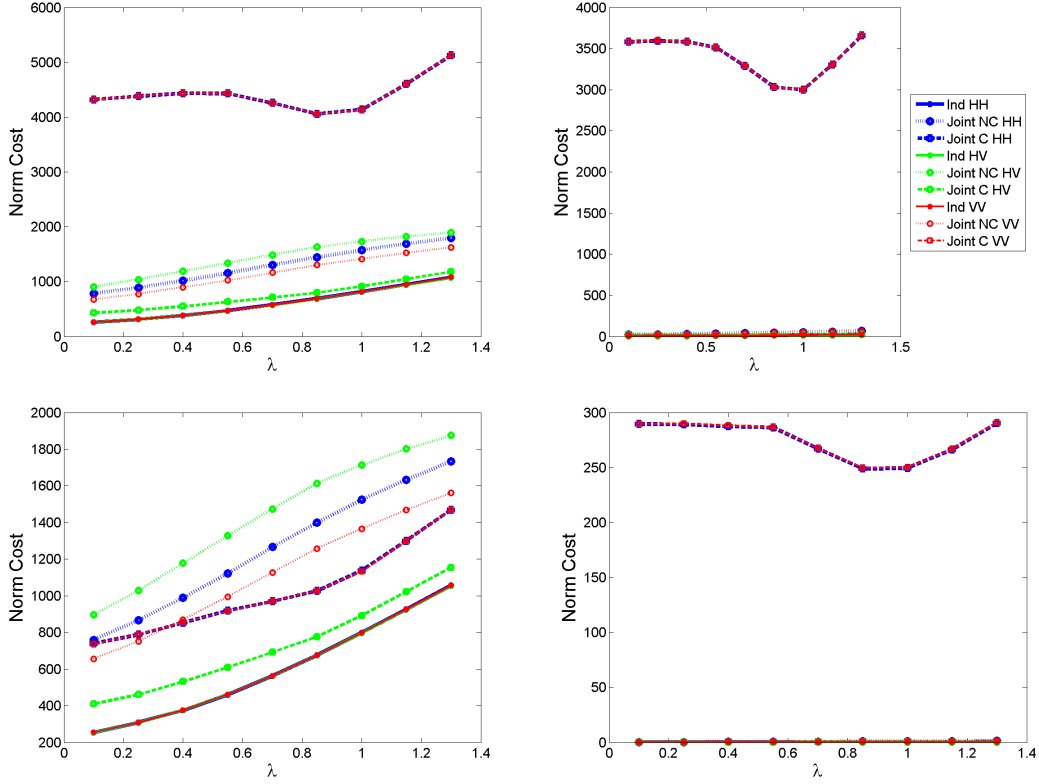 6000
5000
4000
3000
2000
1000
0
0 0.2 0.4 0.6 0.8 1 1.2 1.4
Norm Cost
λ
4000
3500
3000
2500
2000
1500
1000
500
0
0 0.5 1 1.5
Norm Cost
λ
Ind HH
Joint NC HH
Joint C HH
Ind HV
Joint NC HV
Joint C HV
Ind VV
Joint NC VV
Joint C VV
2000
1800
1600
1400
1200
1000
800
600
400
200
0 0.2 0.4 0.6 0.8 1 1.2 1.4
Norm Cost
λ
300
250
200
150
100
50
0
0 0.2 0.4 0.6 0.8 1 1.2 1.4
Norm Cost
λ